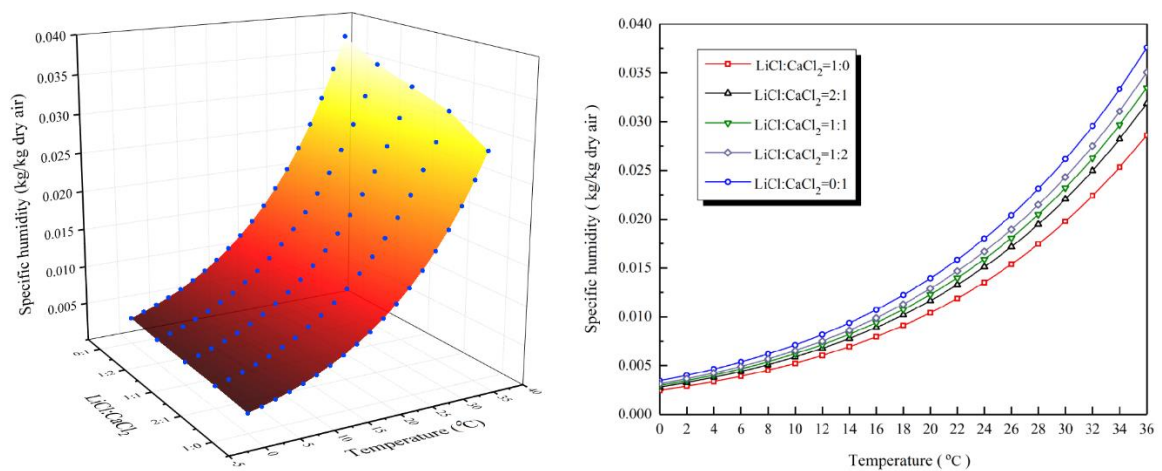 0.040
0.035
0.030
0.025
0.020
0.015
0.010
0.005
Specific humidity (kg/kg dry air)
0:1
1:2
1:1
2:1
1:0
LiCl:CaCl₂
-5
0
5
10
15
20
25
30
35
40
Temperature (°C)
0.040
0.035
0.030
0.025
0.020
0.015
0.010
0.005
0.000
Specific humidity ( kg/kg dry air)
LiCl:CaCl₂=1:0
LiCl:CaCl₂=2:1
LiCl:CaCl₂=1:1
LiCl:CaCl₂=1:2
LiCl:CaCl₂=0:1
0 2 4 6 8 10 12 14 16 18 20 22 24 26 28 30 32 34 36
Temperature ( °C )